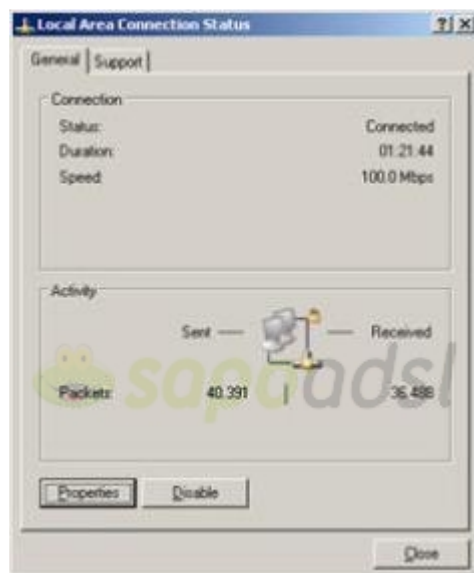 Local Area Connection Status
General Support
Connection
Status: Connected
Duration: 01:21:44
Speed: 100.0 Mbps
Activity
Sent Received
sapoadsl
Packets: 40.391 36.488
Properties Disable
Close